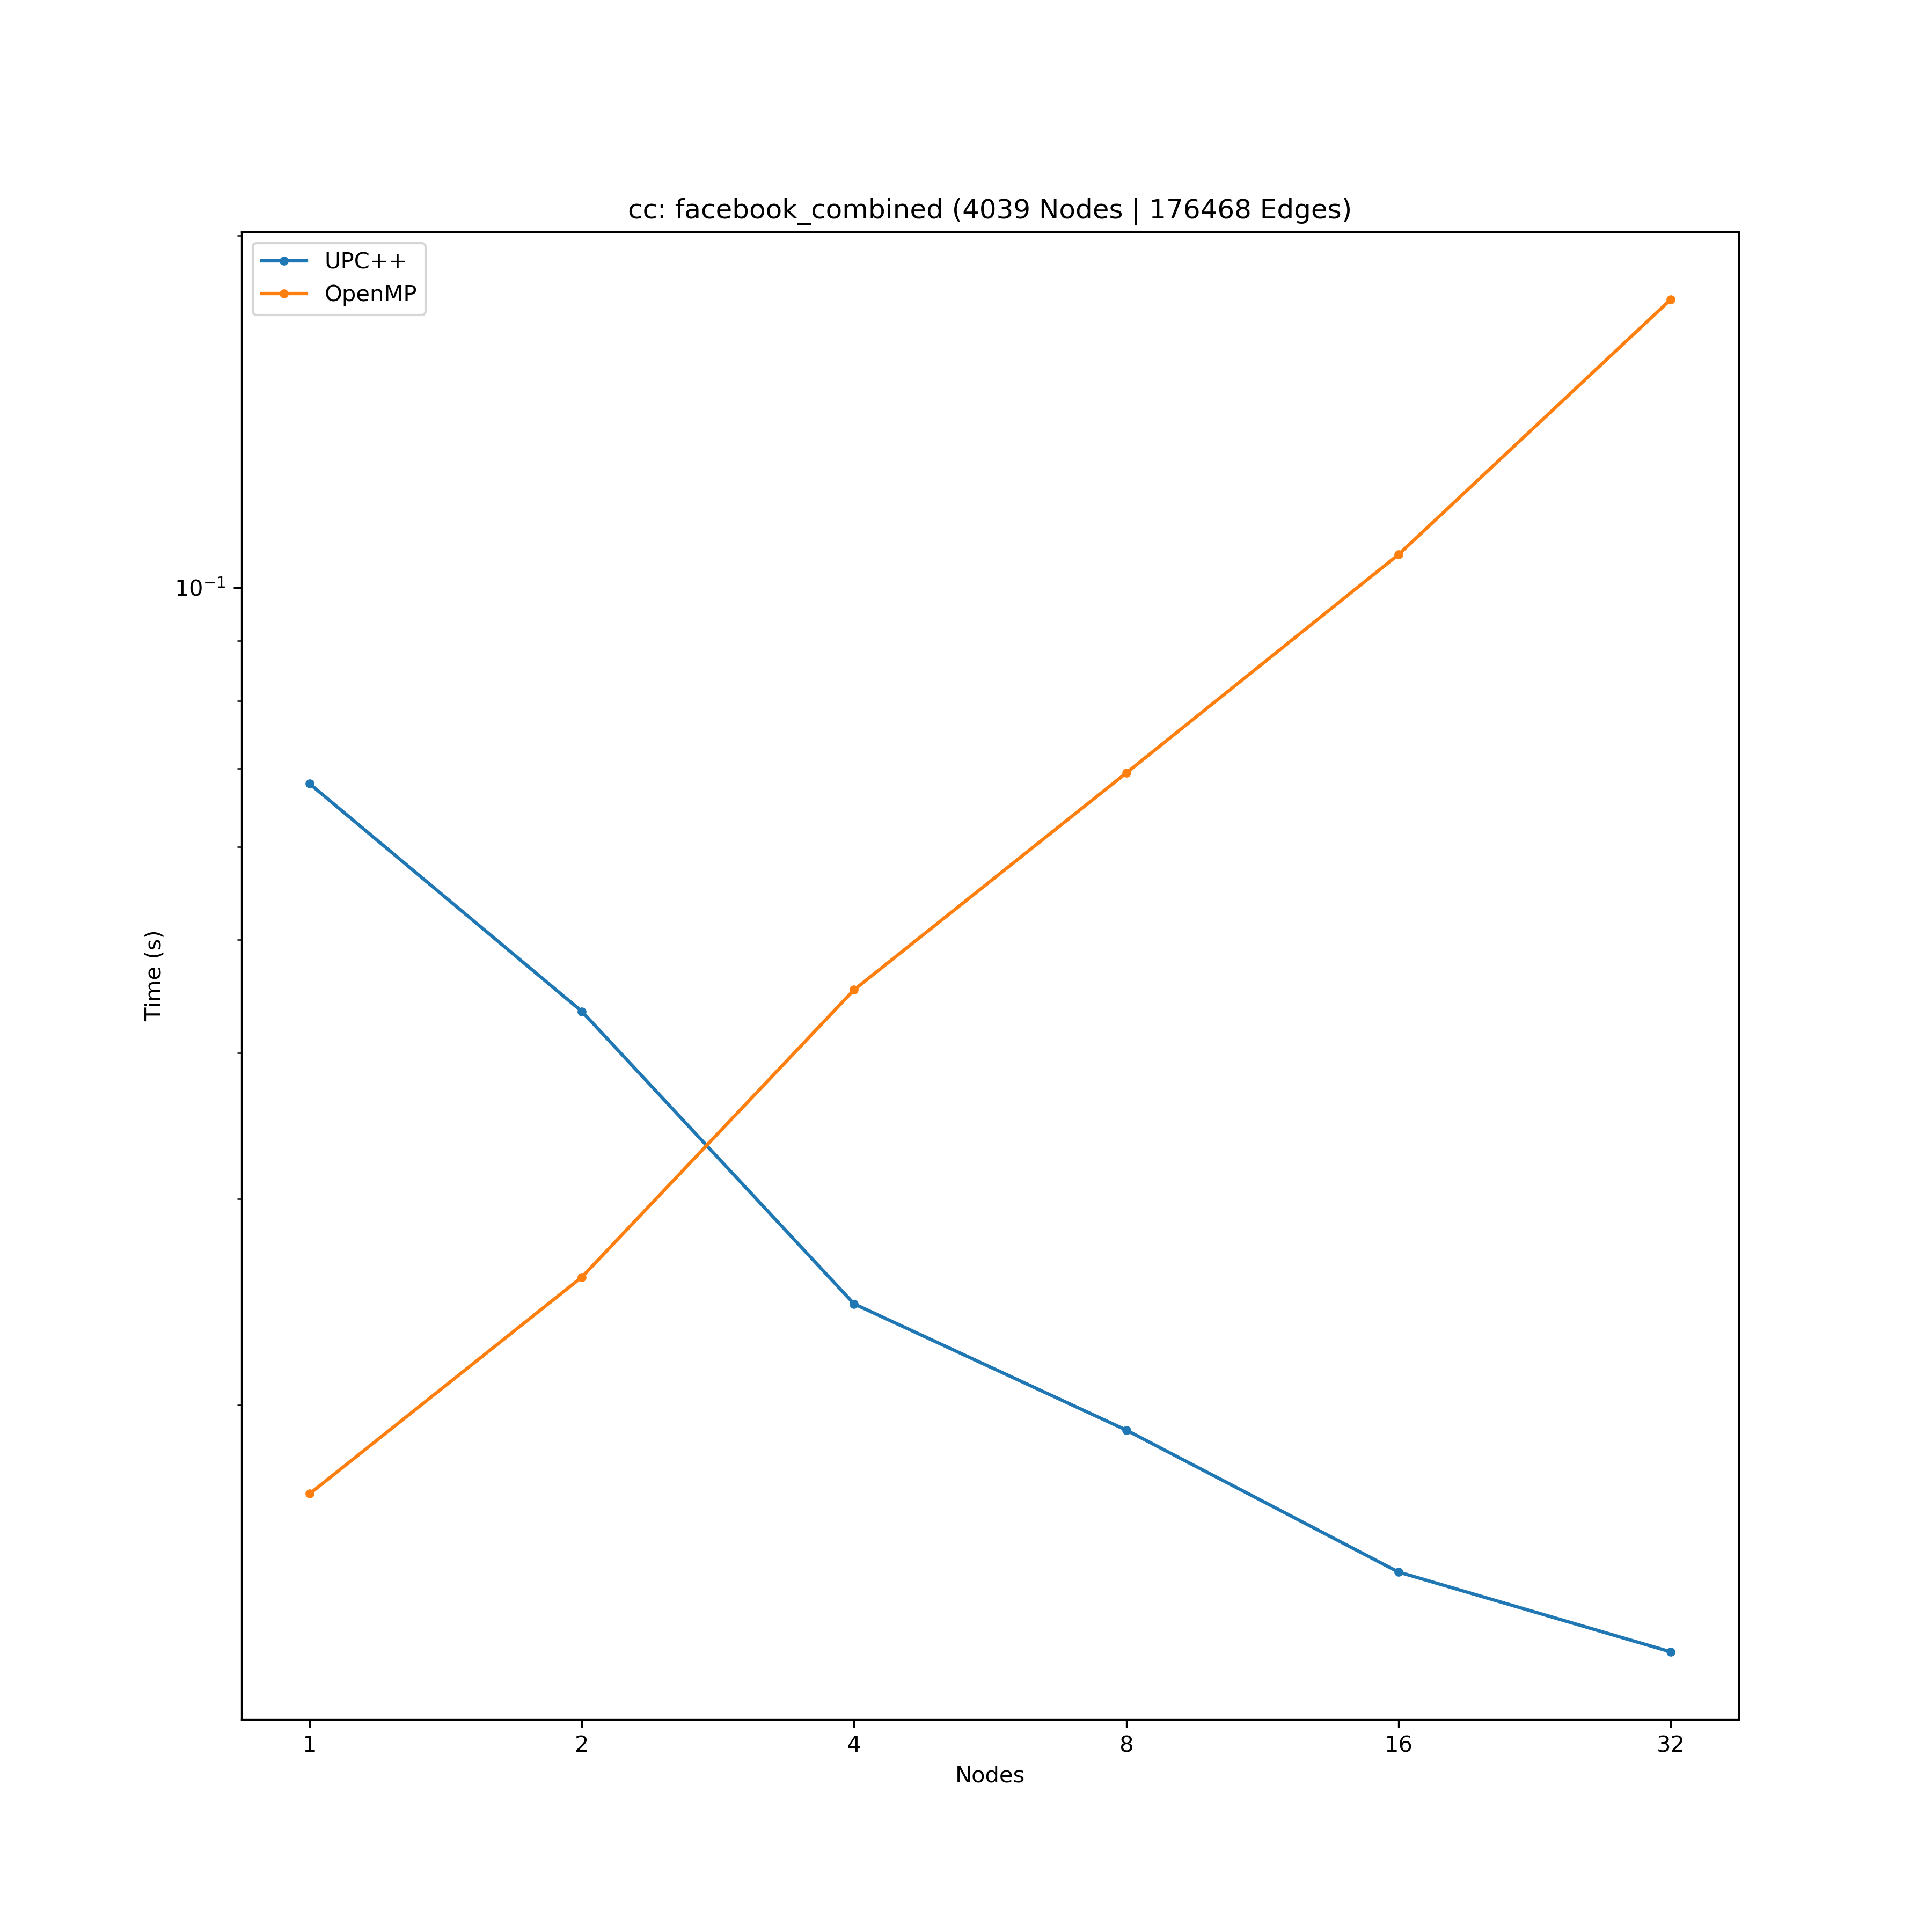 cc: facebook_combined (4039 Nodes | 176468 Edges)
UPC++
OpenMP
10⁻¹
Time (s)
1 2 4 8 16 32
Nodes